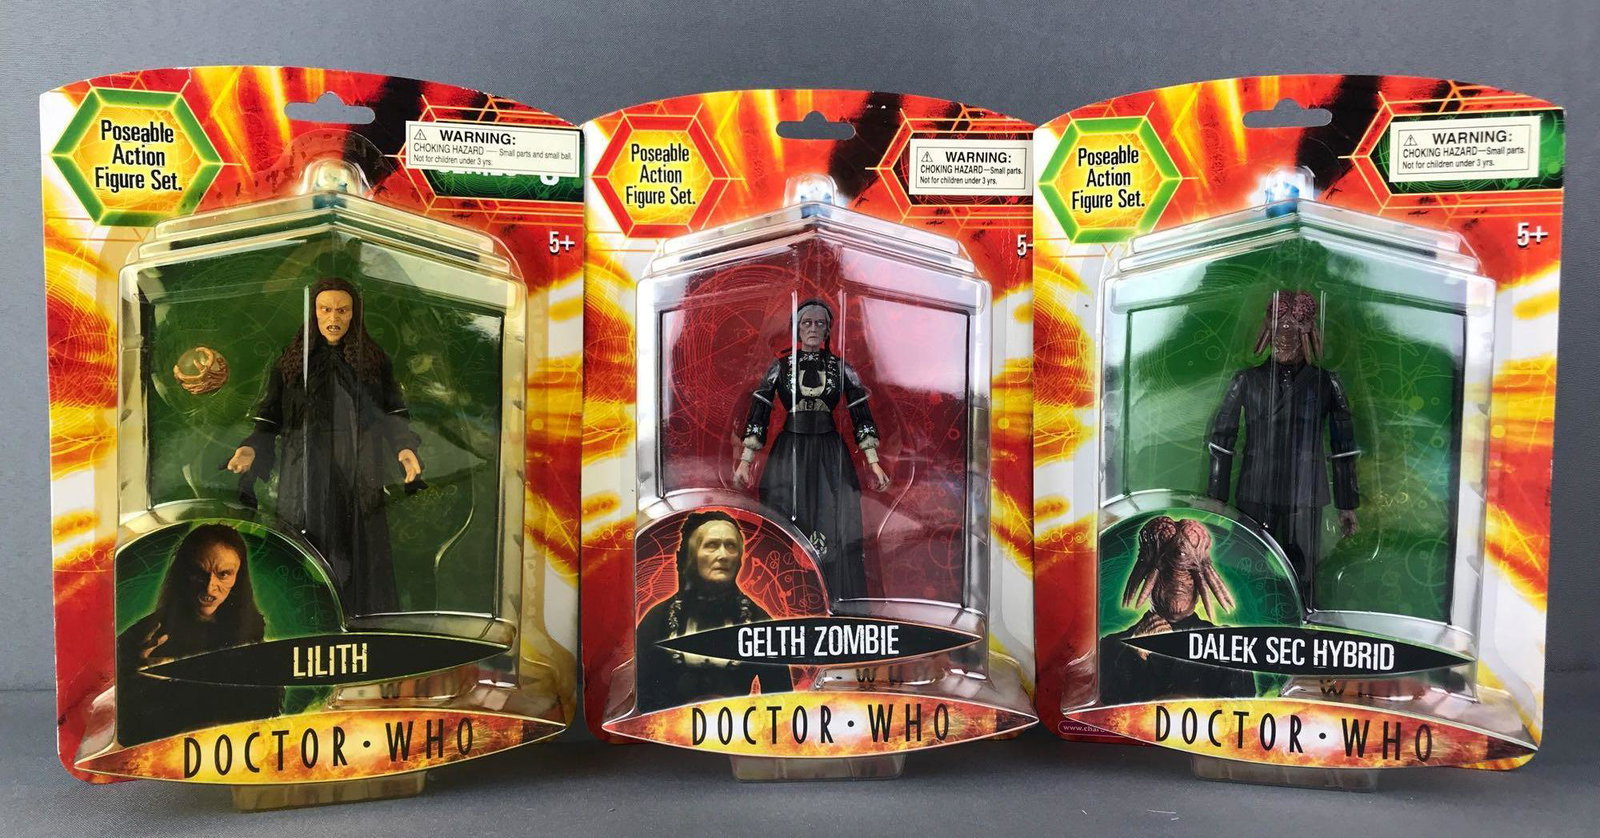 Poseable
Action
Figure Set.
WARNING:
CHOKING HAZARD — Small parts and small ball.
Not for children under 3 yrs.
5+
LILITH
DOCTOR · WHO
Poseable
Action
Figure Set.
WARNING:
CHOKING HAZARD—Small parts.
Not for children under 3 yrs.
5+
GELTH ZOMBIE
DOCTOR · WHO
Poseable
Action
Figure Set.
WARNING:
CHOKING HAZARD—Small parts.
Not for children under 3 yrs.
5+
DALEK SEC HYBRID
DOCTOR · WHO